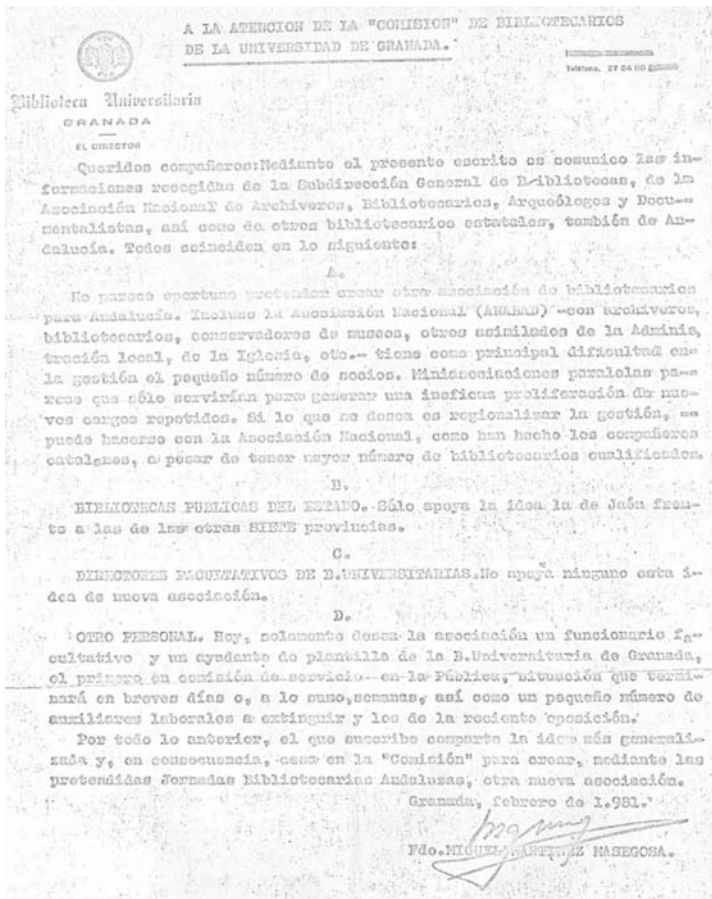 A LA ATENCION DE LA "COMISION" DE BIBLIOTECARIOS
DE LA UNIVERSIDAD DE GRANADA.
Teléfono, 27 04 00
Biblioteca Universitaria
GRANADA
EL DIRECTOR
Queridos compañeros:Mediante el presente escrito os comunico las in-
formaciones recogidas de la Subdirección General de Bibliotecas, de la
Asociación Nacional de Archiveros, Bibliotecarios, Arqueólogos y Docu-
mentalistas, así como de otros bibliotecarios estatales, también de An-
dalucía. Todos coinciden en lo siguiente:
A.
No parece oportuno pretender crear otra asociación de bibliotecarios
para Andalucía. Incluso la Asociación Nacional (ANABAD) -con archiveros,
bibliotecarios, conservadores de museos, otros asimilados de la Adminis
tración local, de la Iglesia, etc.- tiene como principal dificultad en
la gestión el pequeño número de socios. Miniasociaciones paralelas pa-
rece que sólo servirían para generar una ineficaz proliferación de nue-
vos cargos repetidos. Si lo que se desea es regionalizar la gestión,
puede hacerse con la Asociación Nacional, como han hecho los compañeros
catalanes, a pesar de tener mayor número de bibliotecarios cualificados.
B.
BIBLIOTECAS PUBLICAS DEL ESTADO. Sólo apoya la idea la de Jaén fren-
te a las de las otras SIETE provincias.
C.
DIRECTORES FACULTATIVOS DE B.UNIVERSITARIAS.No apoya ninguno esta i-
dea de nueva asociación.
D.
OTRO PERSONAL. Hoy, solamente desea la asociación un funcionario fa
cultativo y un ayudante de plantilla de la B.Universitaria de Granada,
el primero en comisión de servicio en la Pública, situación que termi-
nará en breves días o, a lo sumo,semanas, así como un pequeño número de
auxiliares laborales a extinguir y los de la reciente oposición.
Por todo lo anterior, el que suscribe comparte la idea más generali-
zada y, en consecuencia, cesa en la "Comisión" para crear, mediante las
pretendidas Jornadas Bibliotecarias Andaluzas, otra nueva asociación.
Granada, febrero de 1.981.
Fdo.MIGUEL MARTINEZ MASEGOSA.